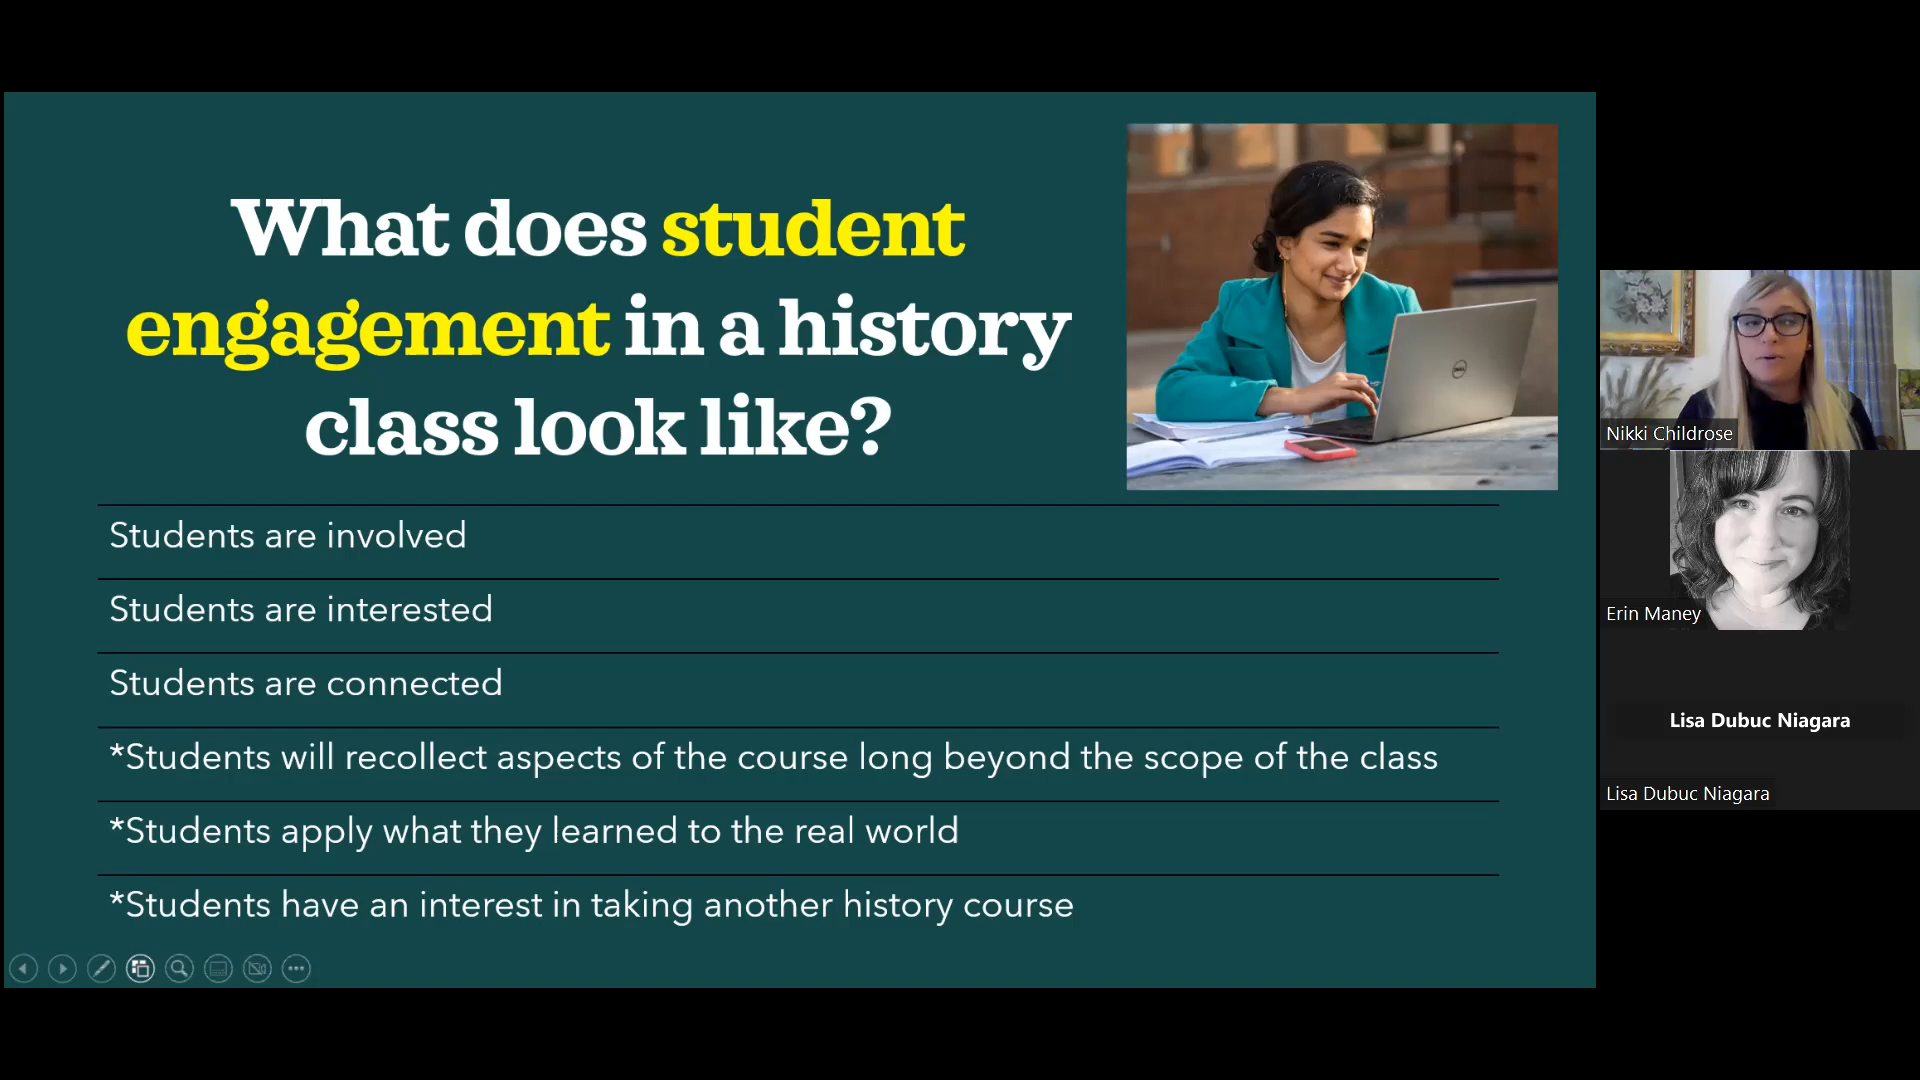 What does student
engagement in a history
class look like?
Students are involved
Students are interested
Students are connected
*Students will recollect aspects of the course long beyond the scope of the class
*Students apply what they learned to the real world
*Students have an interest in taking another history course
DELL
Nikki Childrose
Erin Maney
Lisa Dubuc Niagara
Lisa Dubuc Niagara